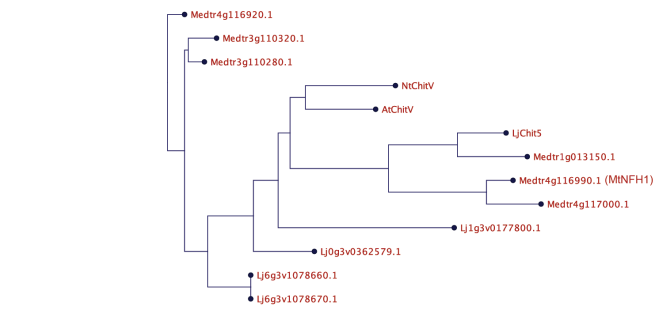 Medtr4g116920.1
Medtr3g110320.1
Medtr3g110280.1
NtChitV
AtChitV
LjChit5
Medtr1g013150.1
Medtr4g116990.1 (MtNFH1)
Medtr4g117000.1
Lj1g3v0177800.1
Lj0g3v0362579.1
Lj6g3v1078660.1
Lj6g3v1078670.1